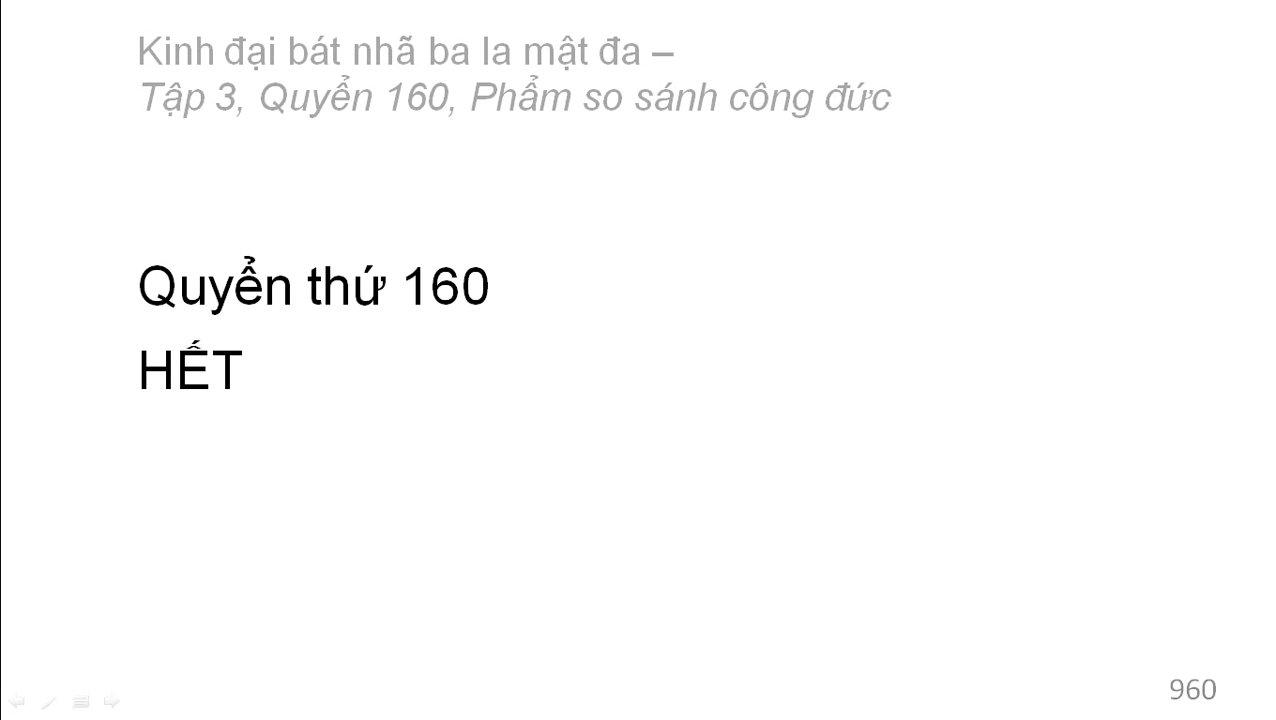 Kinh đại bát nhã ba la mật đa –
Tập 3, Quyển 160, Phẩm so sánh công đức
Quyển thứ 160
HẾT
960